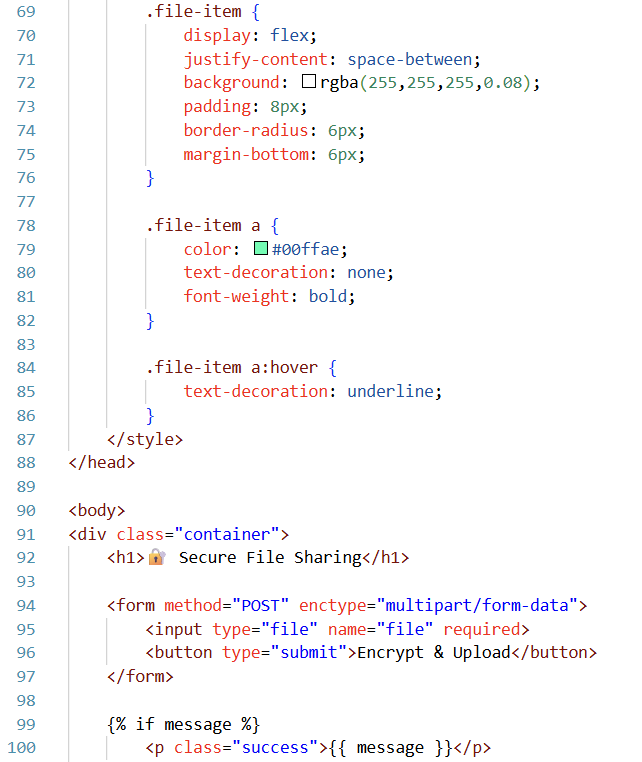 69 .file-item {
70 display: flex;
71 justify-content: space-between;
72 background: rgba(255,255,255,0.08);
73 padding: 8px;
74 border-radius: 6px;
75 margin-bottom: 6px;
76 }
77
78 .file-item a {
79 color: #00ffae;
80 text-decoration: none;
81 font-weight: bold;
82 }
83
84 .file-item a:hover {
85 text-decoration: underline;
86 }
87 </style>
88 </head>
89
90 <body>
91 <div class="container">
92 <h1>🔐 Secure File Sharing</h1>
93
94 <form method="POST" enctype="multipart/form-data">
95 <input type="file" name="file" required>
96 <button type="submit">Encrypt & Upload</button>
97 </form>
98
99 {% if message %}
100 <p class="success">{{ message }}</p>